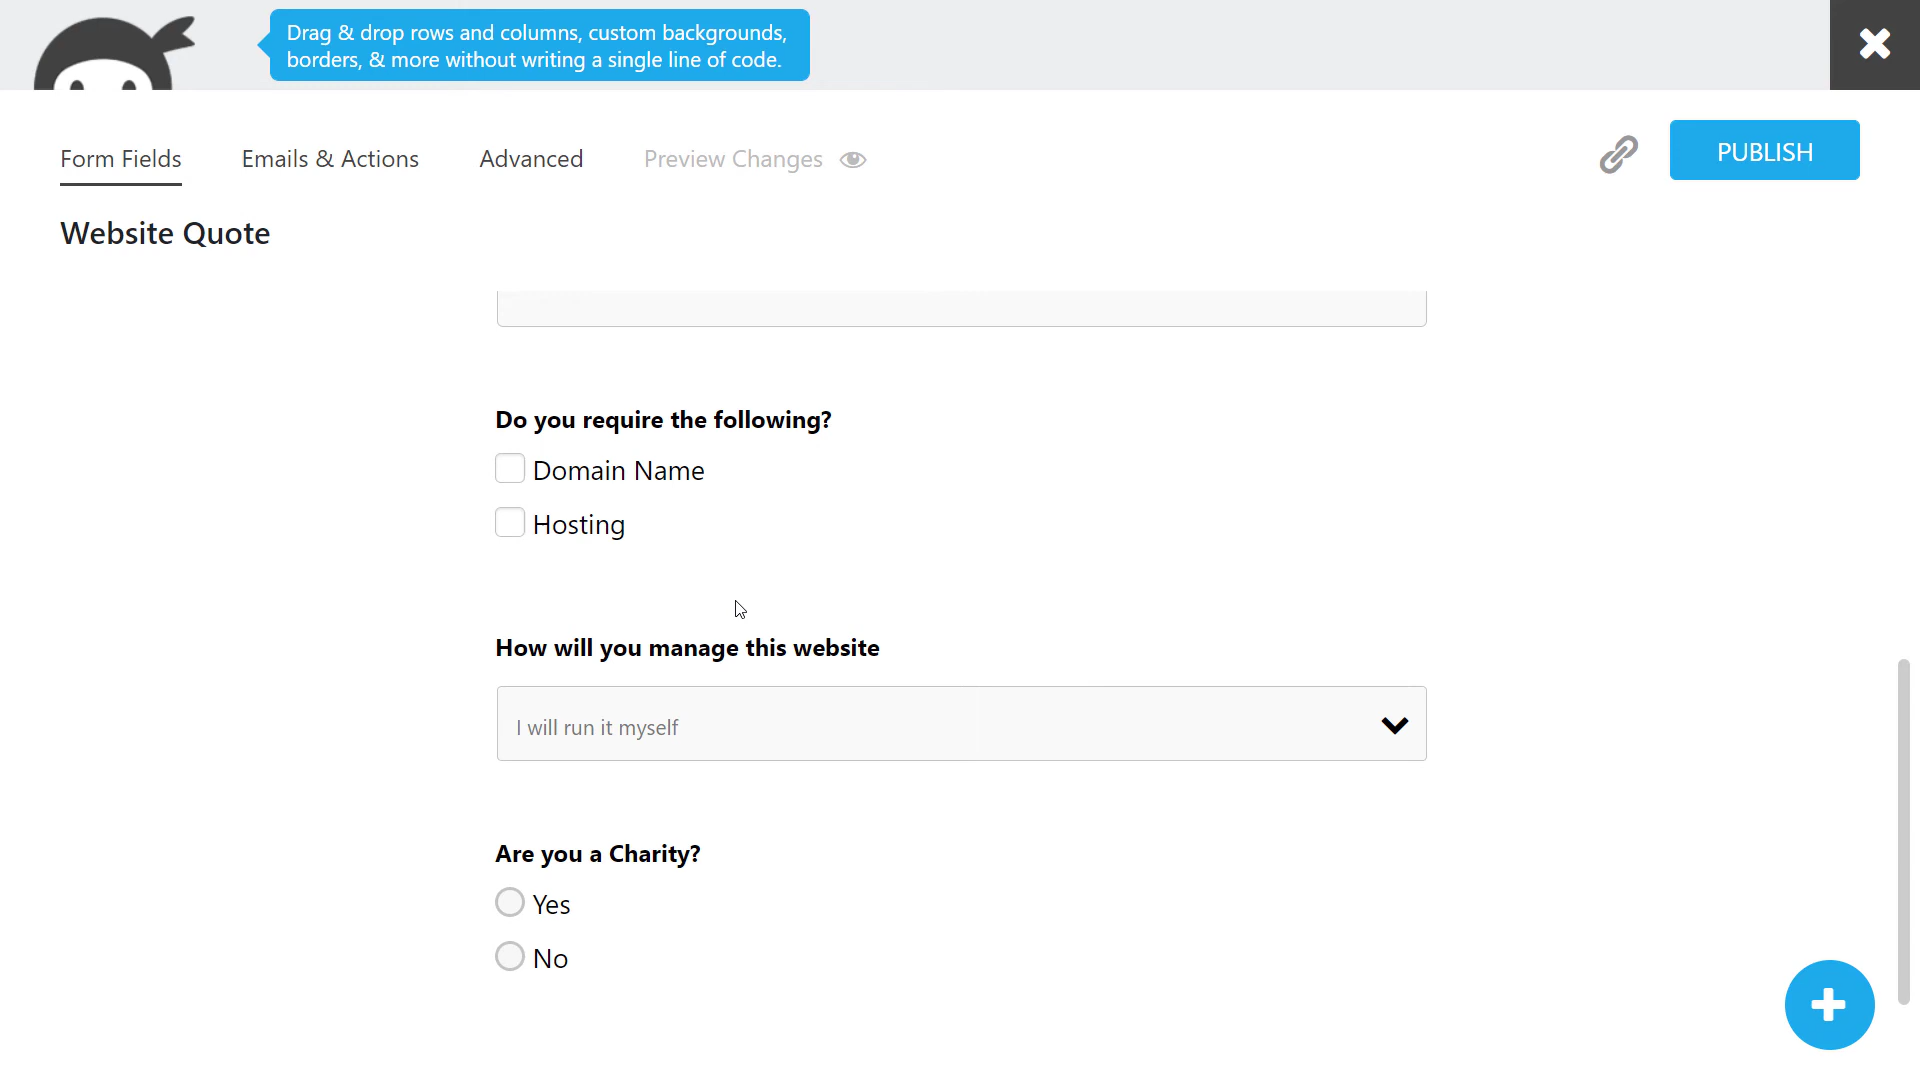 Drag & drop rows and columns, custom backgrounds,
borders, & more without writing a single line of code.
Form Fields
Emails & Actions
Advanced
Preview Changes
PUBLISH
Website Quote
Do you require the following?
Domain Name
Hosting
How will you manage this website
I will run it myself
Are you a Charity?
Yes
No